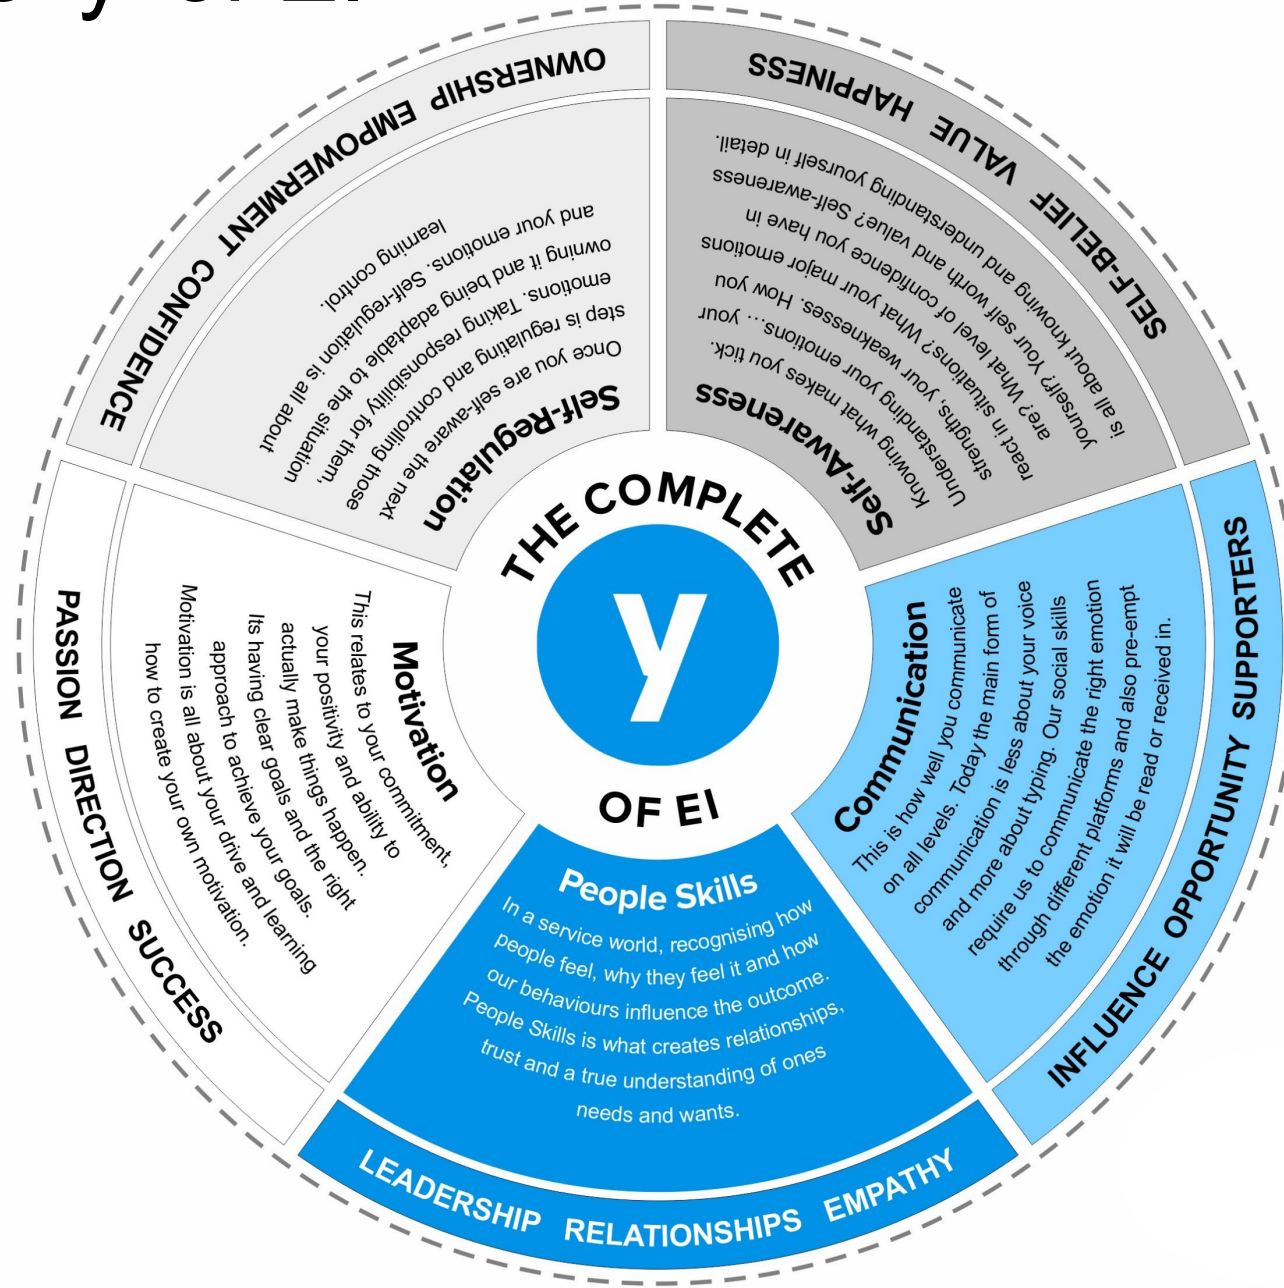 THE COMPLETE
y
OF EI
Self-Awareness
Knowing what makes you tick.
Understanding your emotions… your
strengths, your weaknesses. How you
react in situations? What your major emotions
are? What level of confidence you have in
yourself? Your self worth and value? Self-awareness
is all about knowing and understand yourself in detail.
SELF-BELIEF VALUE HAPPINESS
Self-Regulation
Once you are self-aware the next
step is regulating and controlling those
emotions. Taking responsibility for them,
owning it and being adaptable to the situation
and your emotions. Self-regulation is all about
learning control.
OWNERSHIP EMPOWERMENT CONFIDENCE
Motivation
This relates to your commitment,
your positivity and ability to
actually make things happen.
Its having clear goals and the right
approach to achieve your goals.
Motivation is all about your drive and learning
how to create your own motivation.
PASSION DIRECTION SUCCESS
People Skills
In a service world, recognising how
people feel, why they feel it and how
our behaviours influence the outcome.
People Skills is what creates relationships,
trust and a true understanding of ones
needs and wants.
LEADERSHIP RELATIONSHIPS EMPATHY
Communication
This is how well you communicate
on all levels. Today the main form of
communication is less about your voice
and more about typing. Our social skills
require us to communicate the right emotion
through different platforms and also pre-empt
the emotion it will be read or received in.
INFLUENCE OPPORTUNITY SUPPORTERS